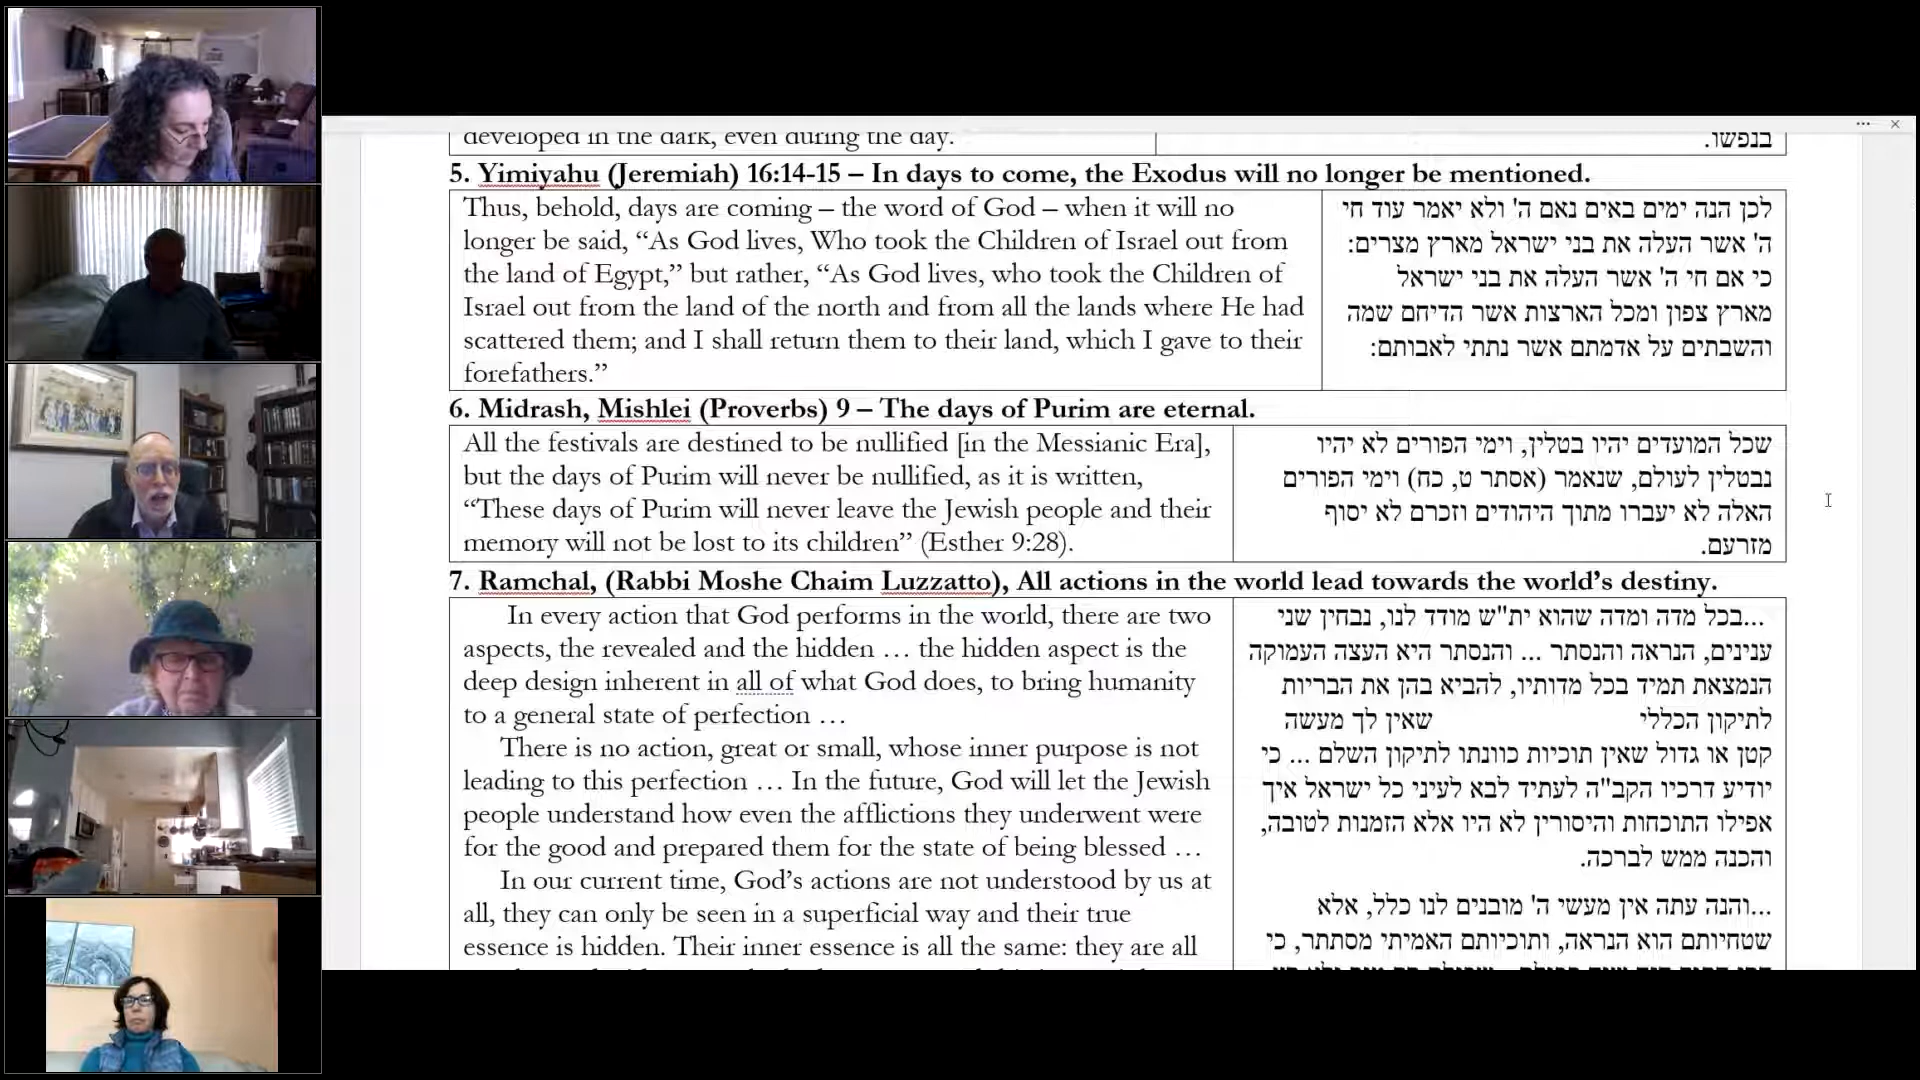 developed in the dark, even during the day.
בנפשו.
5. Yimiyahu (Jeremiah) 16:14-15 – In days to come, the Exodus will no longer be mentioned.
Thus, behold, days are coming – the word of God – when it will no
longer be said, “As God lives, Who took the Children of Israel out from
the land of Egypt,” but rather, “As God lives, who took the Children of
Israel out from the land of the north and from all the lands where He had
scattered them; and I shall return them to their land, which I gave to their
forefathers.”
לכן הנה ימים באים נאם ה' ולא יאמר עוד חי
ה' אשר העלה את בני ישראל מארץ מצרים:
כי אם חי ה' אשר העלה את בני ישראל
מארץ צפון ומכל הארצות אשר הדיחם שמה
והשבתים על אדמתם אשר נתתי לאבותם:
6. Midrash, Mishlei (Proverbs) 9 – The days of Purim are eternal.
All the festivals are destined to be nullified [in the Messianic Era],
but the days of Purim will never be nullified, as it is written,
“These days of Purim will never leave the Jewish people and their
memory will not be lost to its children” (Esther 9:28).
שכל המועדים יהיו בטלין, וימי הפורים לא יהיו
נבטלין לעולם, שנאמר (אסתר ט, כח) וימי הפורים
האלה לא יעברו מתוך היהודים וזכרם לא יסוף
מזרעם.
7. Ramchal, (Rabbi Moshe Chaim Luzzatto), All actions in the world lead towards the world’s destiny.
In every action that God performs in the world, there are two
aspects, the revealed and the hidden … the hidden aspect is the
deep design inherent in all of what God does, to bring humanity
to a general state of perfection …
There is no action, great or small, whose inner purpose is not
leading to this perfection … In the future, God will let the Jewish
people understand how even the afflictions they underwent were
for the good and prepared them for the state of being blessed …
In our current time, God’s actions are not understood by us at
all, they can only be seen in a superficial way and their true
essence is hidden. Their inner essence is all the same: they are all
...בכל מדה ומדה שהוא ית"ש מודד לנו, נבחין שני
ענינים, הנראה והנסתר ... והנסתר היא העצה העמוקה
הנמצאת תמיד בכל מדותיו, להביא בהן את הבריות
לתיקון הכללי שאין לך מעשה
קטן או גדול שאין תוכיות כוונתו לתיקון השלם ... כי
יודיע דרכיו הקב"ה לעתיד לבא לעיני כל ישראל איך
אפילו התוכחות והיסורין לא היו אלא הזמנות לטובה,
והכנה ממש לברכה.
...והנה עתה אין מעשי ה' מובנים לנו כלל, אלא
שטחיותם הוא הנראה, ותוכיותם האמיתי מסתתר, כי